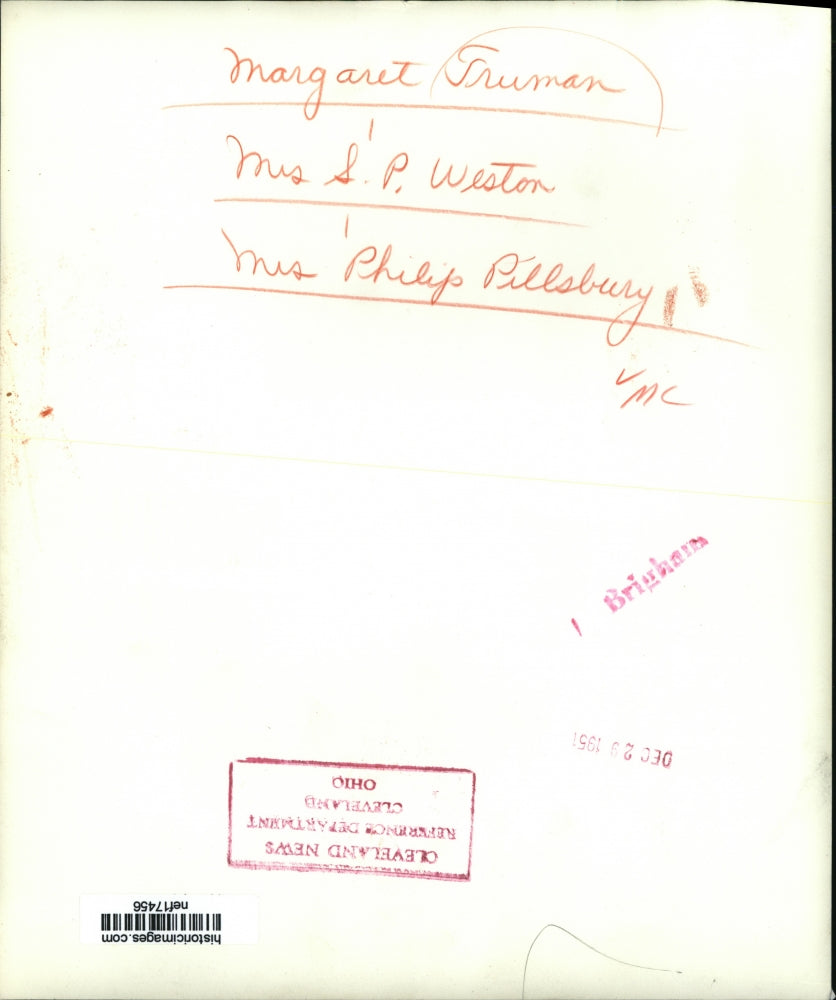 Margaret Truman
Mrs S. P. Weston
Mrs Philip Pillsbury
✓ MC
Brigham
DEC 29 1951
CLEVELAND NEWS
REFERENCE DEPARTMENT
CLEVELAND
OHIO
historicimages.com
nef17456